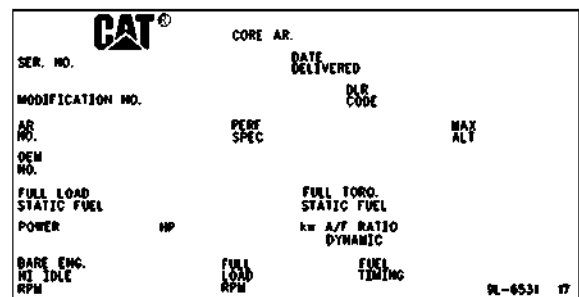 CAT® CORE AR.
SER. NO. DATE DELIVERED
MODIFICATION NO. DLR CODE
AR NO. PERF SPEC MAX ALT
OEM NO.
FULL LOAD STATIC FUEL FULL TORQ. STATIC FUEL
POWER HP kw A/F RATIO DYNAMIC
BARE ENG. HI IDLE RPM FULL LOAD RPM FUEL TIMING
9L-6531 17